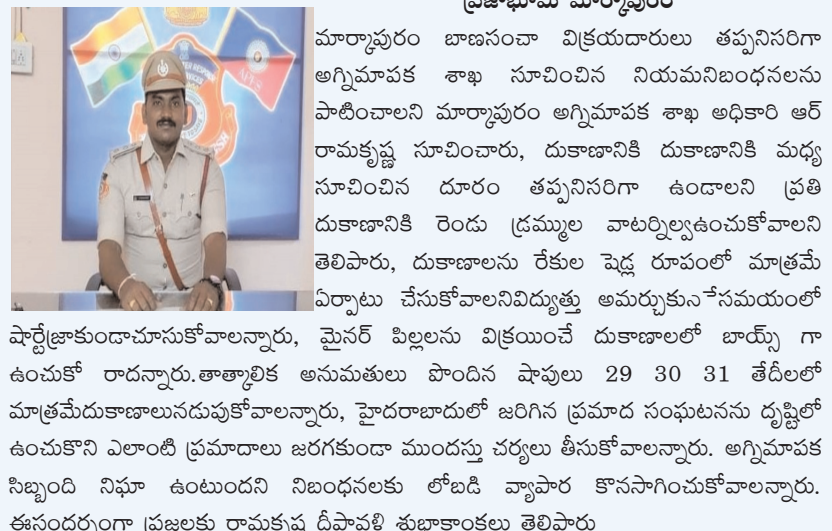 ప్రజాభూమి మార్కాపురం
మార్కాపురం బాణసంచా విక్రయదారులు తప్పనిసరిగా
అగ్నిమాపక శాఖ సూచించిన నియమనిబంధనలను
పాటించాలని మార్కాపురం అగ్నిమాపక శాఖ అధికారి ఆర్
రామకృష్ణ సూచించారు, దుకాణానికి దుకాణానికి మధ్య
సూచించిన దూరం తప్పనిసరిగా ఉండాలని ప్రతి
దుకాణానికి రెండు డ్రమ్ముల వాటర్నిల్వఉంచుకోవాలని
తెలిపారు, దుకాణాలను రేకుల షెడ్ల రూపంలో మాత్రమే
ఏర్పాటు చేసుకోవాలనివిద్యుత్తు అమర్చుకునేసమయంలో
షార్టేజ్రాకుండాచూసుకోవాలన్నారు, మైనర్ పిల్లలను విక్రయించే దుకాణాలలో బాయ్స్ గా
ఉంచుకో రాదన్నారు.తాత్కాలిక అనుమతులు పొందిన షాపులు 29 30 31 తేదీలలో
మాత్రమేదుకాణాలునడుపుకోవాలన్నారు, హైదరాబాదులో జరిగిన ప్రమాద సంఘటనను దృష్టిలో
ఉంచుకొని ఎలాంటి ప్రమాదాలు జరగకుండా ముందస్తు చర్యలు తీసుకోవాలన్నారు. అగ్నిమాపక
సిబ్బంది నిఘా ఉంటుందని నిబంధనలకు లోబడి వ్యాపార కొనసాగించుకోవాలన్నారు.
ఈసందర్భంగా ప్రజలకు రామకృష్ణ దీపావళి శుభాకాంక్షలు తెలిపారు